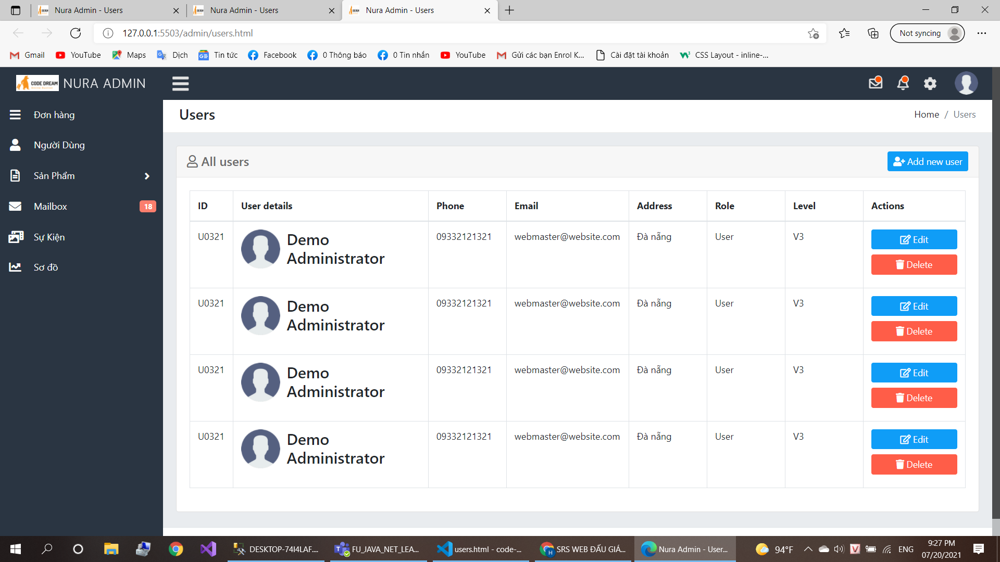 Nura Admin - Users
Nura Admin - Users
Nura Admin - Users
127.0.0.1:5503/admin/users.html
Not syncing
Gmail
YouTube
Maps
Dịch
Tin tức
Facebook
0 Thông báo
0 Tin nhắn
YouTube
Gửi các bạn Enrol K...
Cài đặt tài khoản
CSS Layout - inline-...
CODE DREAM
NURA ADMIN
Đơn hàng
Người Dùng
Sản Phẩm
Mailbox 18
Sự Kiện
Sơ đồ
Users
Home / Users
All users
Add new user
ID User details Phone Email Address Role Level Actions
U0321 Demo Administrator 09332121321 webmaster@website.com Đà nẵng User V3 Edit
Delete
U0321 Demo Administrator 09332121321 webmaster@website.com Đà nẵng User V3 Edit
Delete
U0321 Demo Administrator 09332121321 webmaster@website.com Đà nẵng User V3 Edit
Delete
U0321 Demo Administrator 09332121321 webmaster@website.com Đà nẵng User V3 Edit
Delete
DESKTOP-74I4LAF....
FU_JAVA_NET_LEA...
users.html - code-...
SRS WEB ĐẤU GIÁ...
Nura Admin - User...
94°F
ENG
9:27 PM
07/20/2021